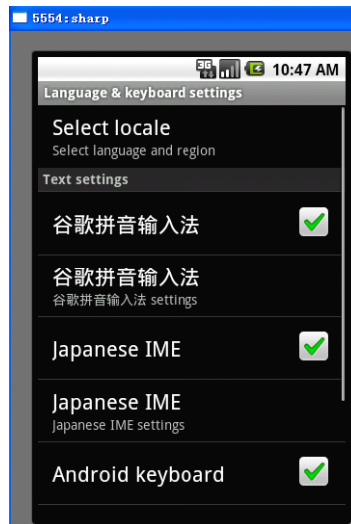 5554:sharp
3G 10:47 AM
Language & keyboard settings
Select locale
Select language and region
Text settings
谷歌拼音输入法
谷歌拼音输入法
谷歌拼音输入法 settings
Japanese IME
Japanese IME
Japanese IME settings
Android keyboard